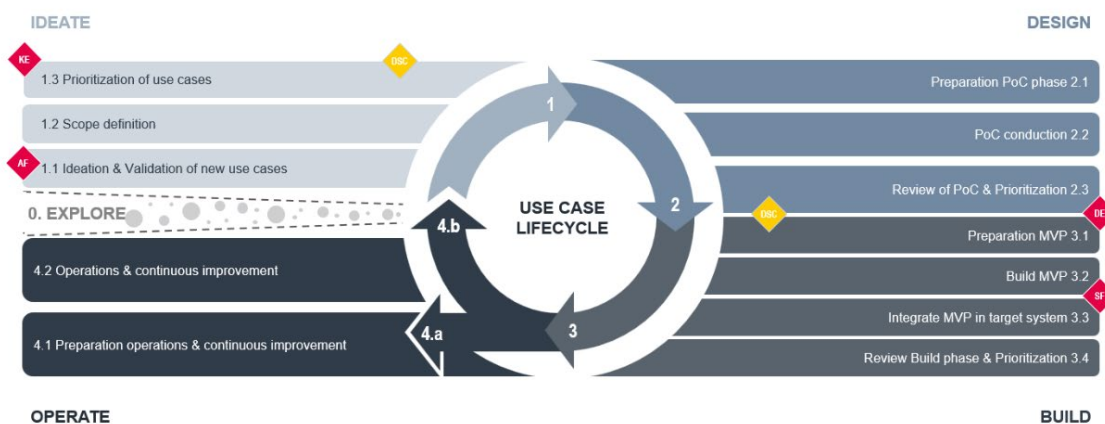 IDEATE
DESIGN
KE
DSC
1.3 Prioritization of use cases
1.2 Scope definition
AF
1.1 Ideation & Validation of new use cases
0. EXPLORE
4.2 Operations & continuous improvement
4.1 Preparation operations & continuous improvement
1
2
3
4.a
4.b
USE CASE
LIFECYCLE
Preparation PoC phase 2.1
PoC conduction 2.2
Review of PoC & Prioritization 2.3
DSC
DE
Preparation MVP 3.1
Build MVP 3.2
SF
Integrate MVP in target system 3.3
Review Build phase & Prioritization 3.4
OPERATE
BUILD